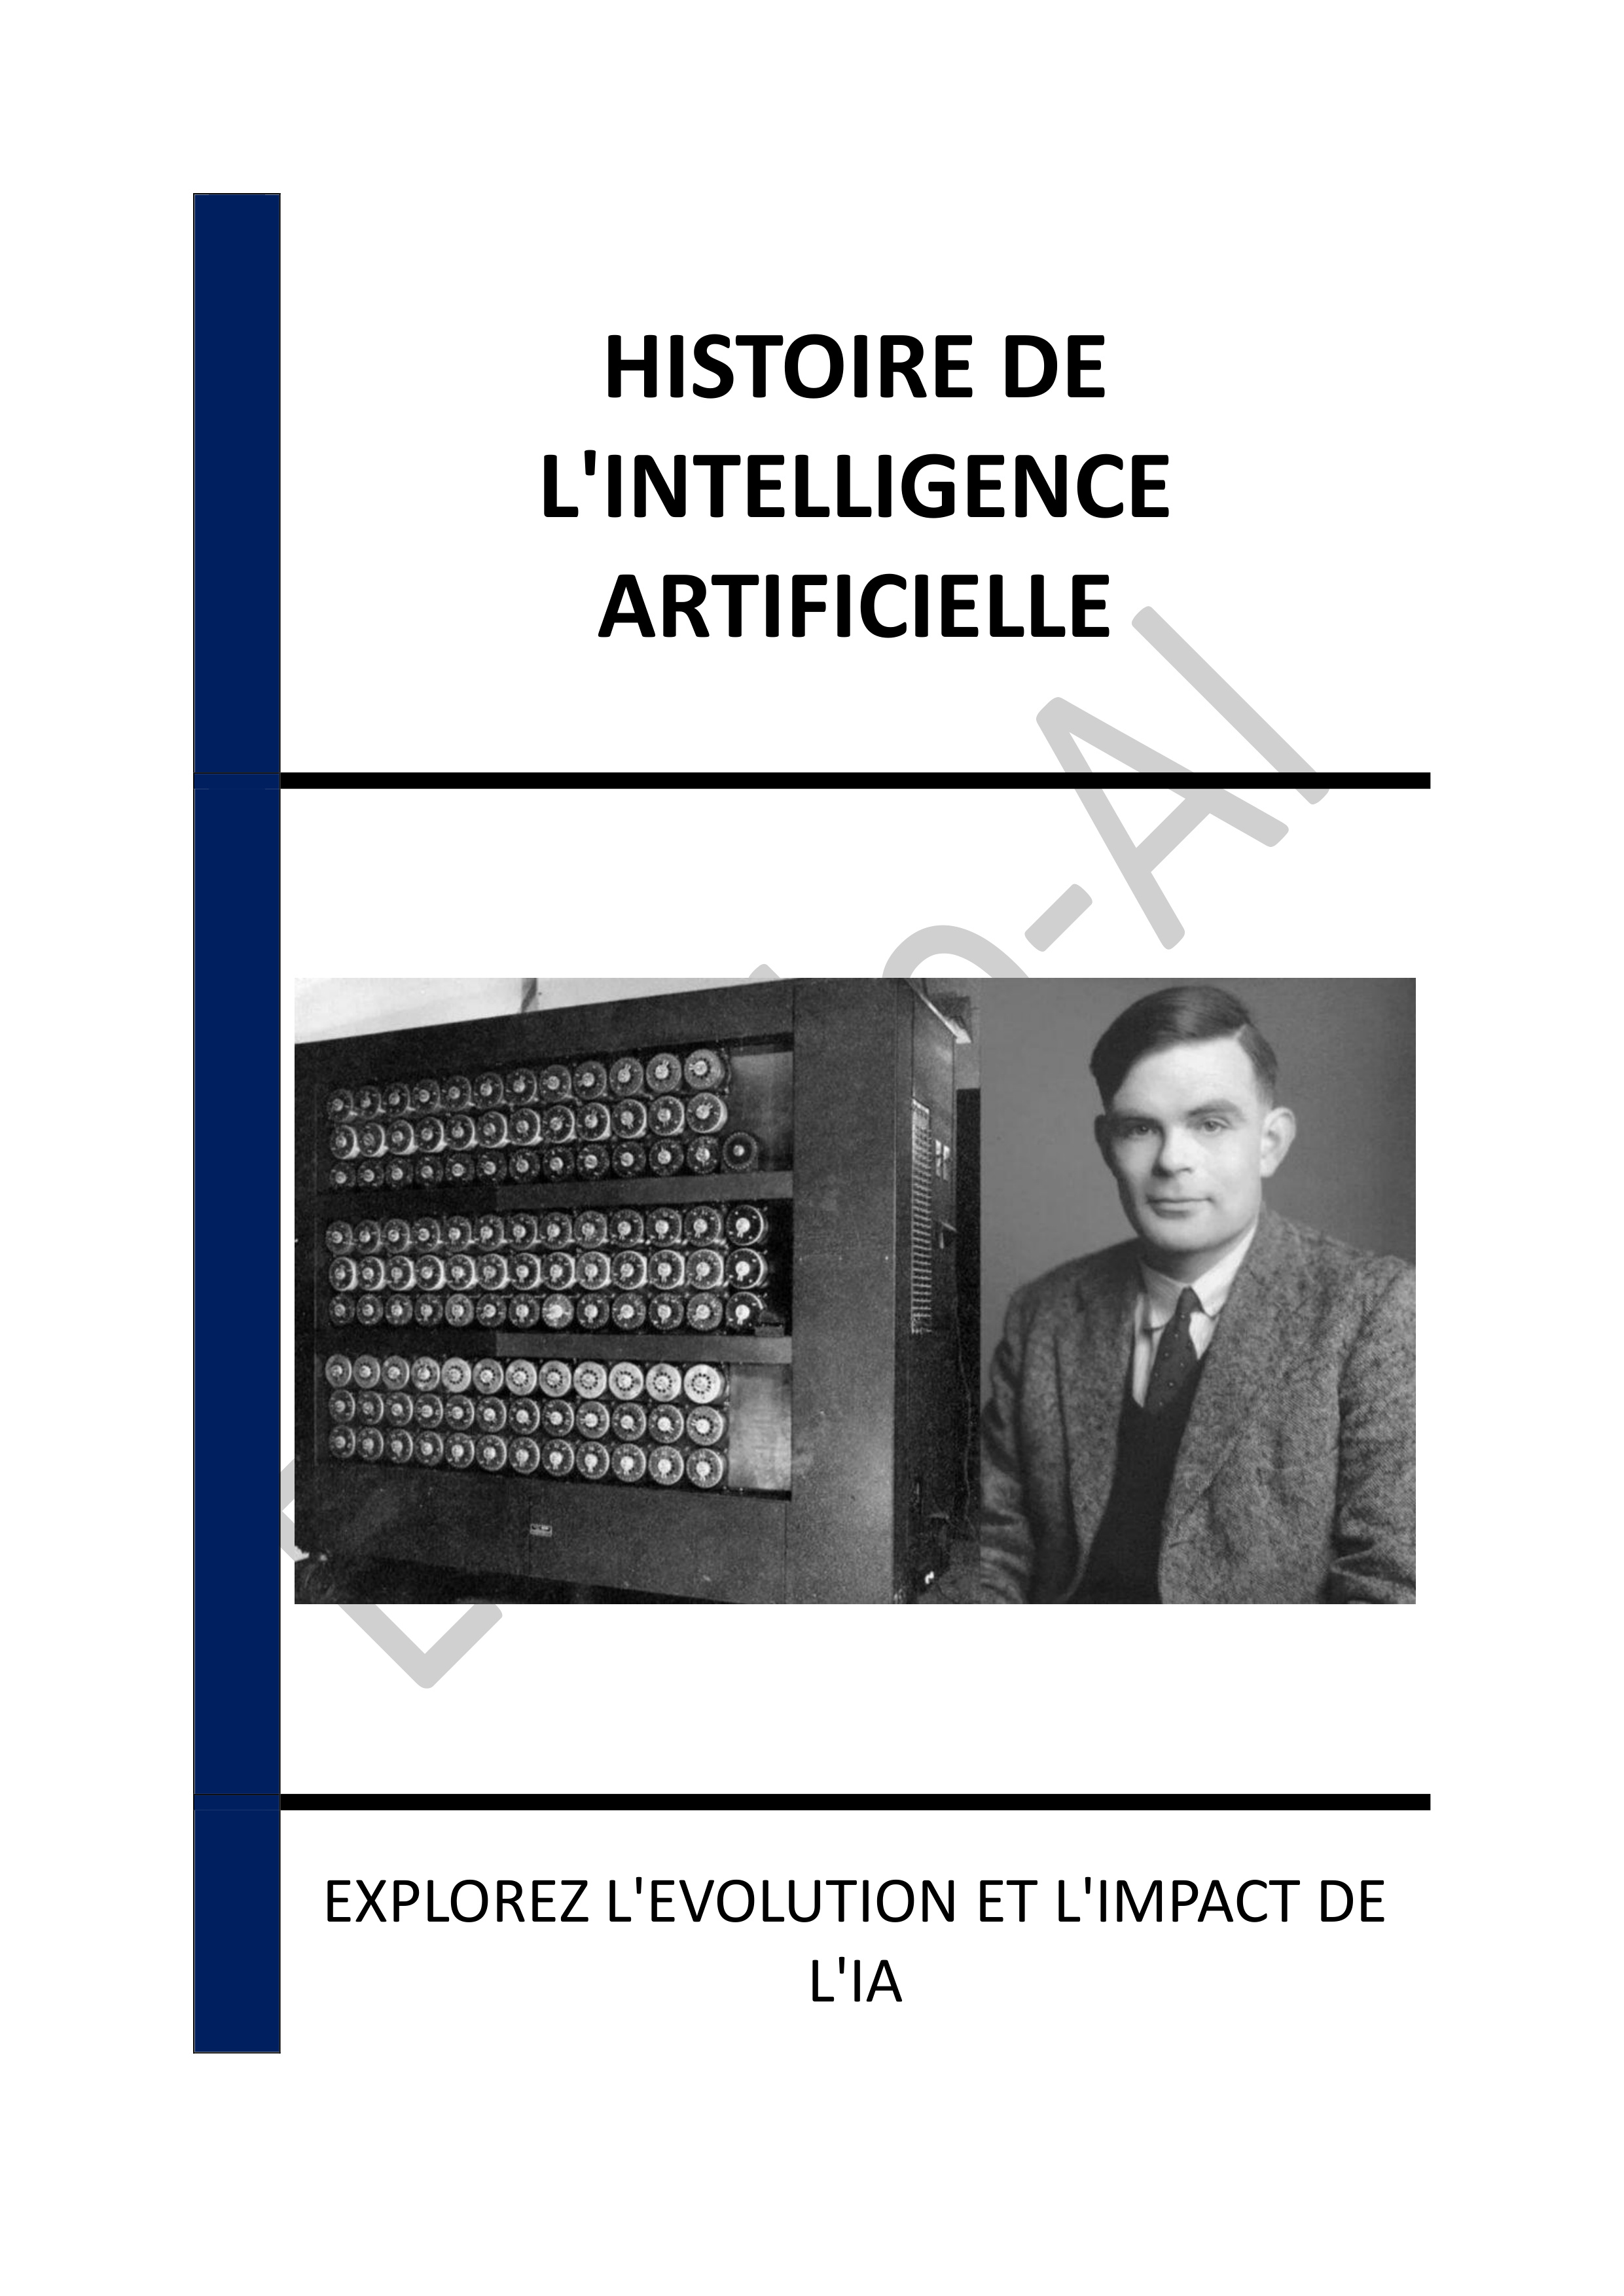 HISTOIRE DE
L'INTELLIGENCE
ARTIFICIELLE
EXPLOREZ L'EVOLUTION ET L'IMPACT DE
L'IA